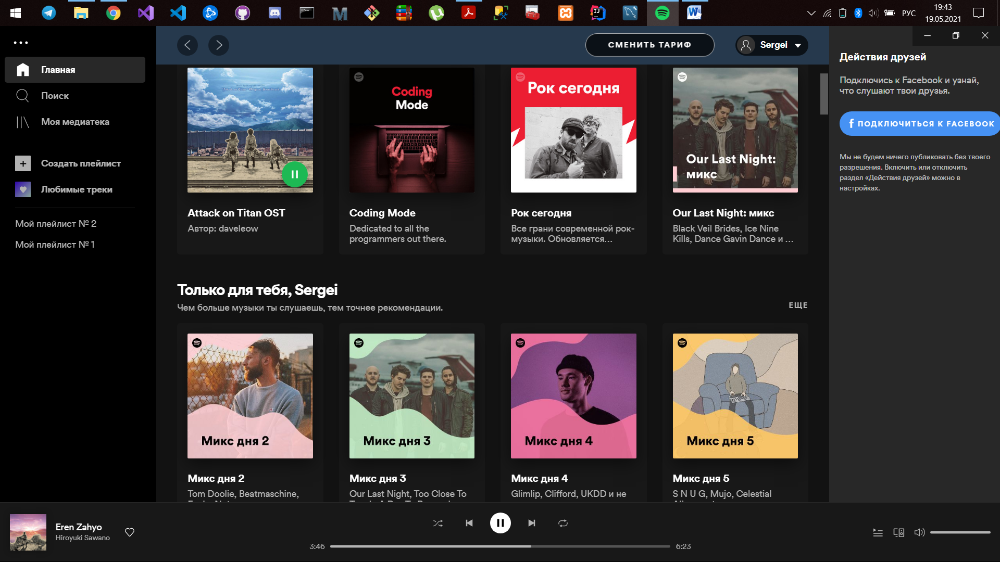 РУС
19:43
19.05.2021
Главная
Поиск
Моя медиатека
Создать плейлист
Любимые треки
Мой плейлист № 2
Мой плейлист № 1
СМЕНИТЬ ТАРИФ
Sergei
Coding
Mode
Рок сегодня
Our Last Night:
микс
Attack on Titan OST
Автор: daveleow
Coding Mode
Dedicated to all the
programmers out there.
Рок сегодня
Все грани современной рок-
музыки. Обновляется...
Our Last Night: микс
Black Veil Brides, Ice Nine
Kills, Dance Gavin Dance и ...
Только для тебя, Sergei
Чем больше музыки ты слушаешь, тем точнее рекомендации.
ЕЩЕ
Микс дня 2
Микс дня 3
Микс дня 4
Микс дня 5
Микс дня 2
Tom Doolie, Beatmaschine,
Микс дня 3
Our Last Night, Too Close To
Микс дня 4
Glimlip, Clifford, UKDD и не
Микс дня 5
S N U G, Mujo, Celestial
Действия друзей
Подключись к Facebook и узнай,
что слушают твои друзья.
ПОДКЛЮЧИТЬСЯ К FACEBOOK
Мы не будем ничего публиковать без твоего
разрешения. Включить или отключить
раздел «Действия друзей» можно в
настройках.
Eren Zahyo
Hiroyuki Sawano
3:46
6:23